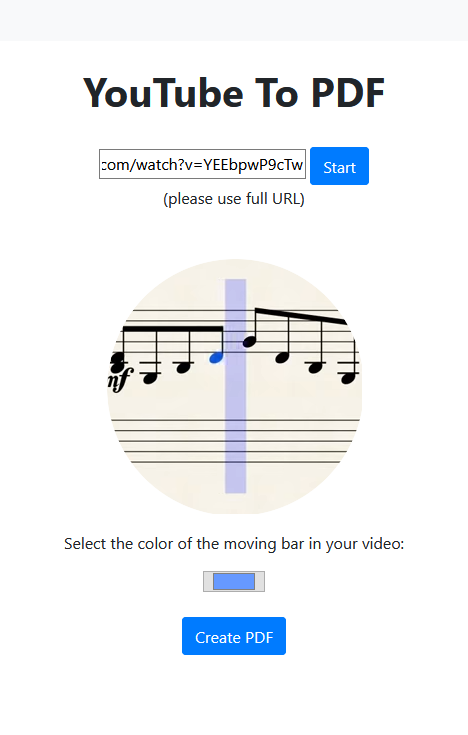 YouTube To PDF
com/watch?v=YEEbpwP9cTw
Start
(please use full URL)
mf
Select the color of the moving bar in your video:
Create PDF